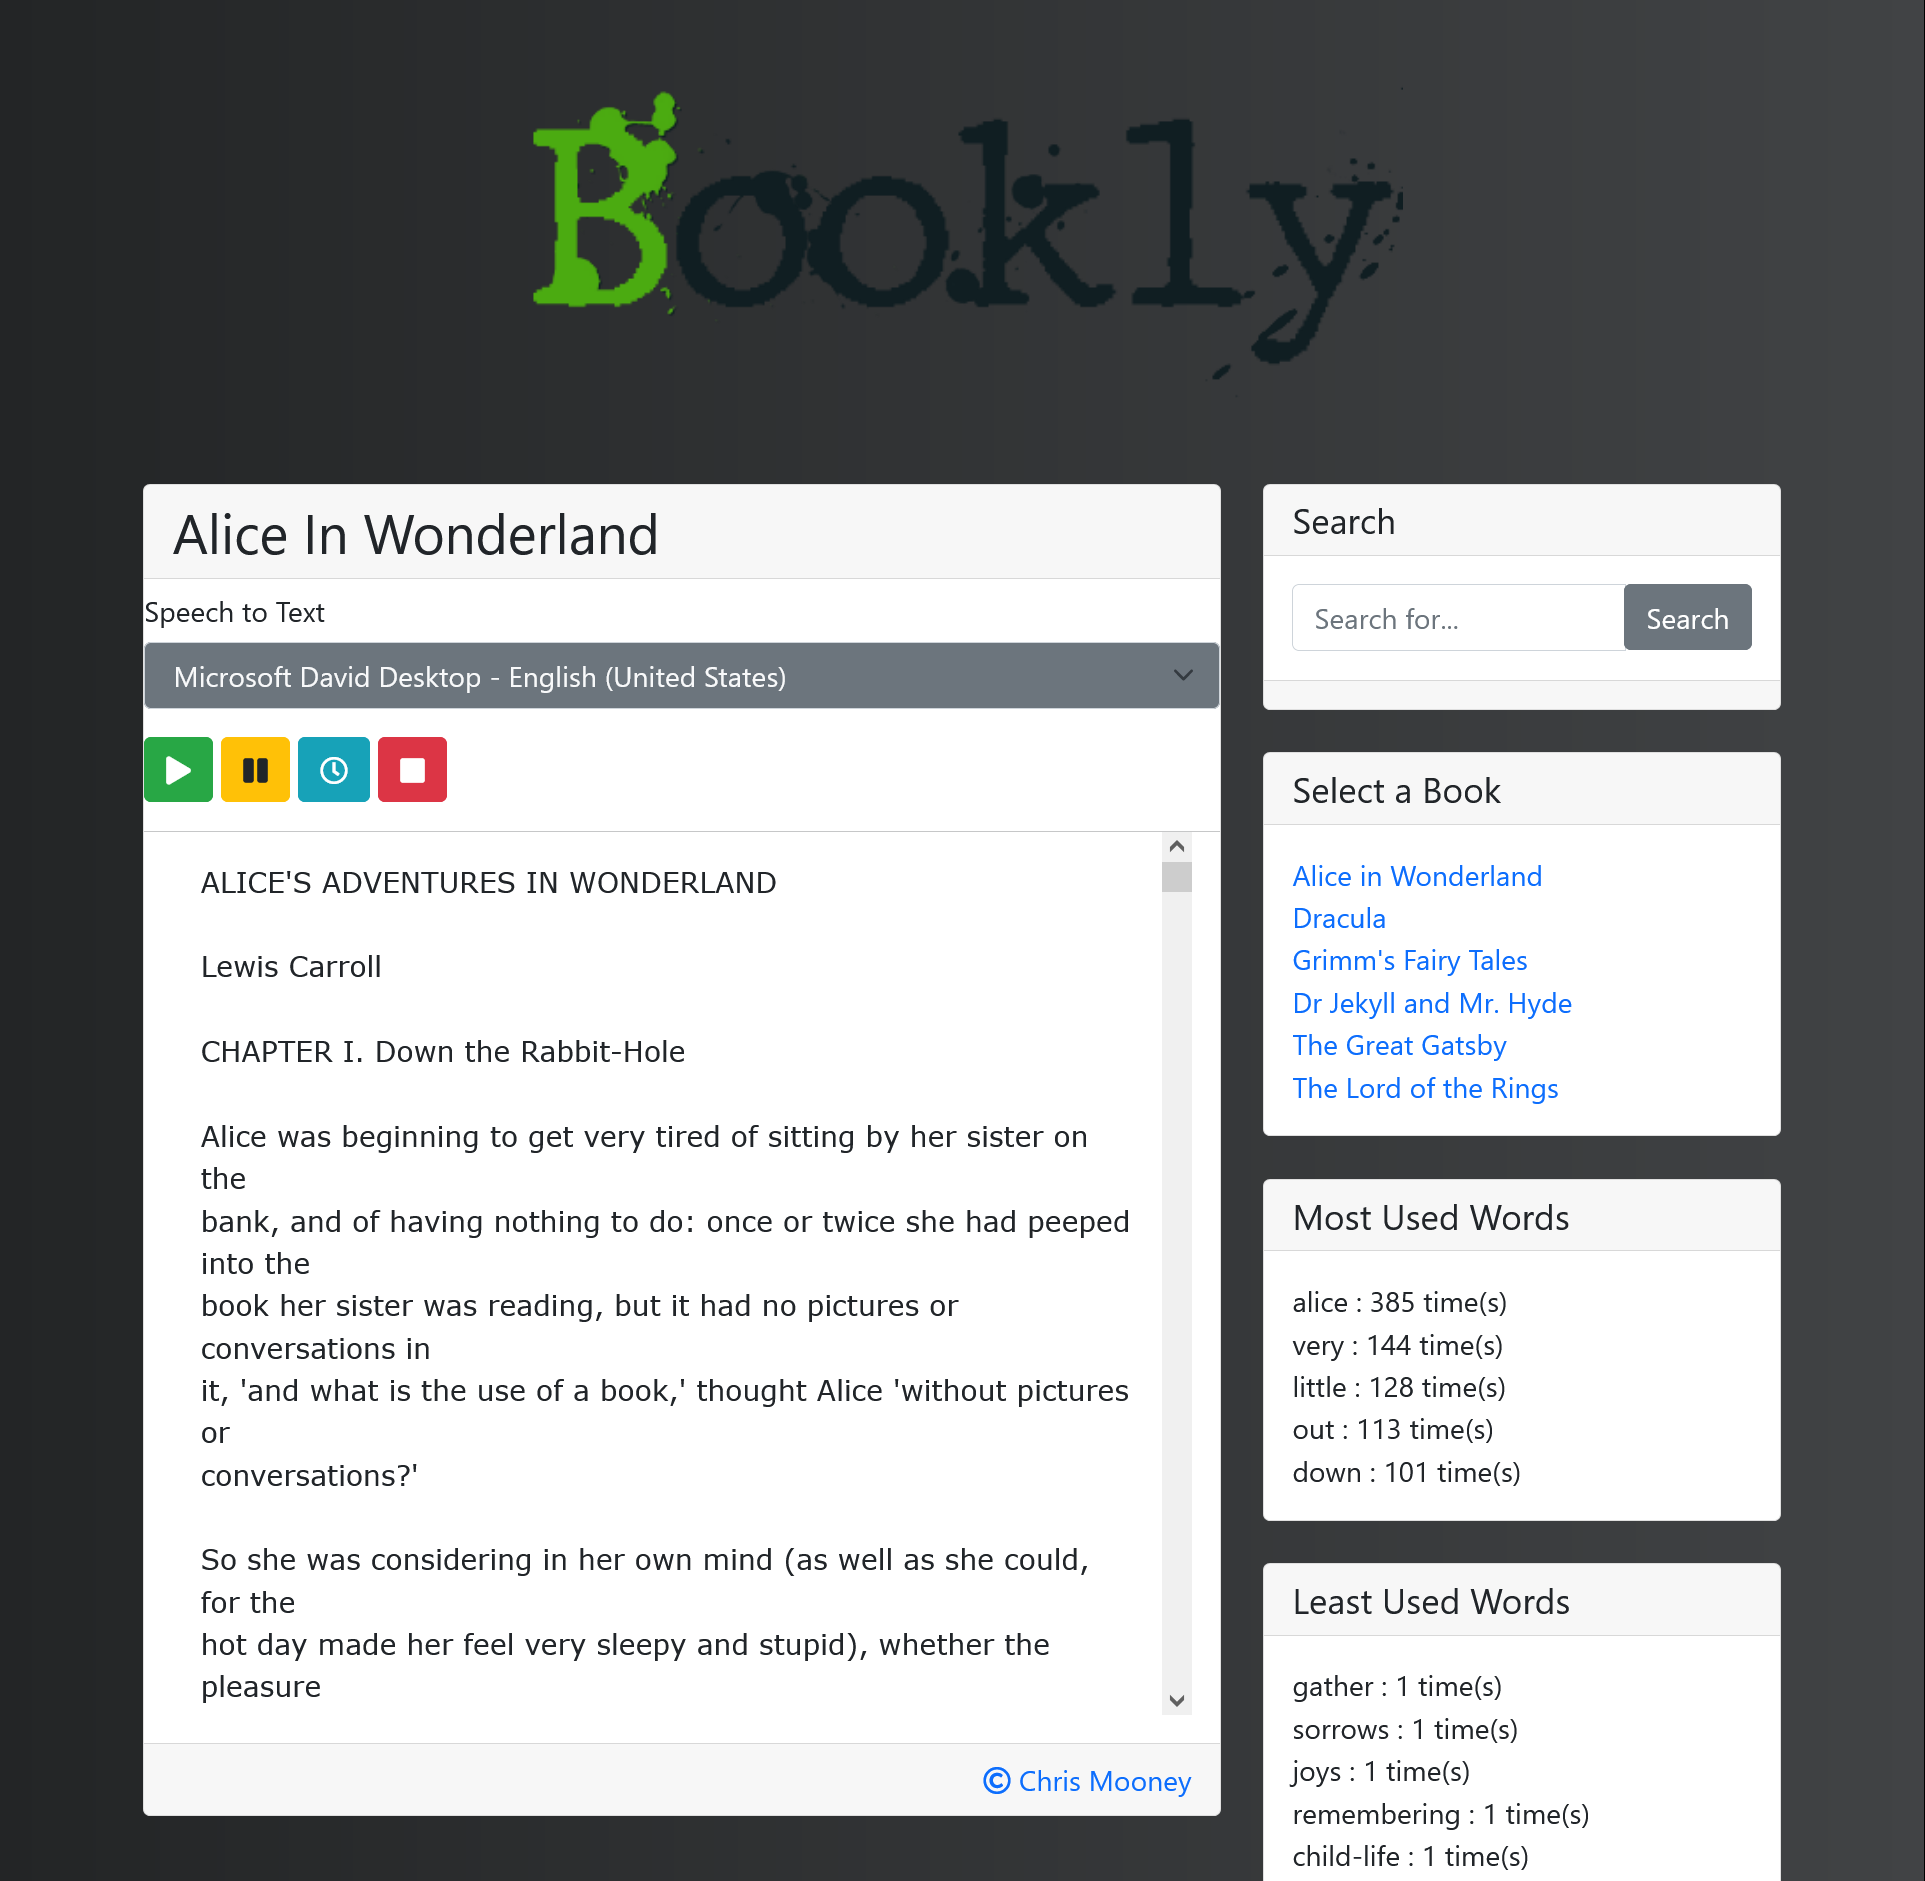 Bookly
Alice In Wonderland
Speech to Text
Microsoft David Desktop - English (United States)
ALICE'S ADVENTURES IN WONDERLAND
Lewis Carroll
CHAPTER I. Down the Rabbit-Hole
Alice was beginning to get very tired of sitting by her sister on
the
bank, and of having nothing to do: once or twice she had peeped
into the
book her sister was reading, but it had no pictures or
conversations in
it, 'and what is the use of a book,' thought Alice 'without pictures
or
conversations?'
So she was considering in her own mind (as well as she could,
for the
hot day made her feel very sleepy and stupid), whether the
pleasure
© Chris Mooney
Search
Search for...
Search
Select a Book
Alice in Wonderland
Dracula
Grimm's Fairy Tales
Dr Jekyll and Mr. Hyde
The Great Gatsby
The Lord of the Rings
Most Used Words
alice : 385 time(s)
very : 144 time(s)
little : 128 time(s)
out : 113 time(s)
down : 101 time(s)
Least Used Words
gather : 1 time(s)
sorrows : 1 time(s)
joys : 1 time(s)
remembering : 1 time(s)
child-life : 1 time(s)